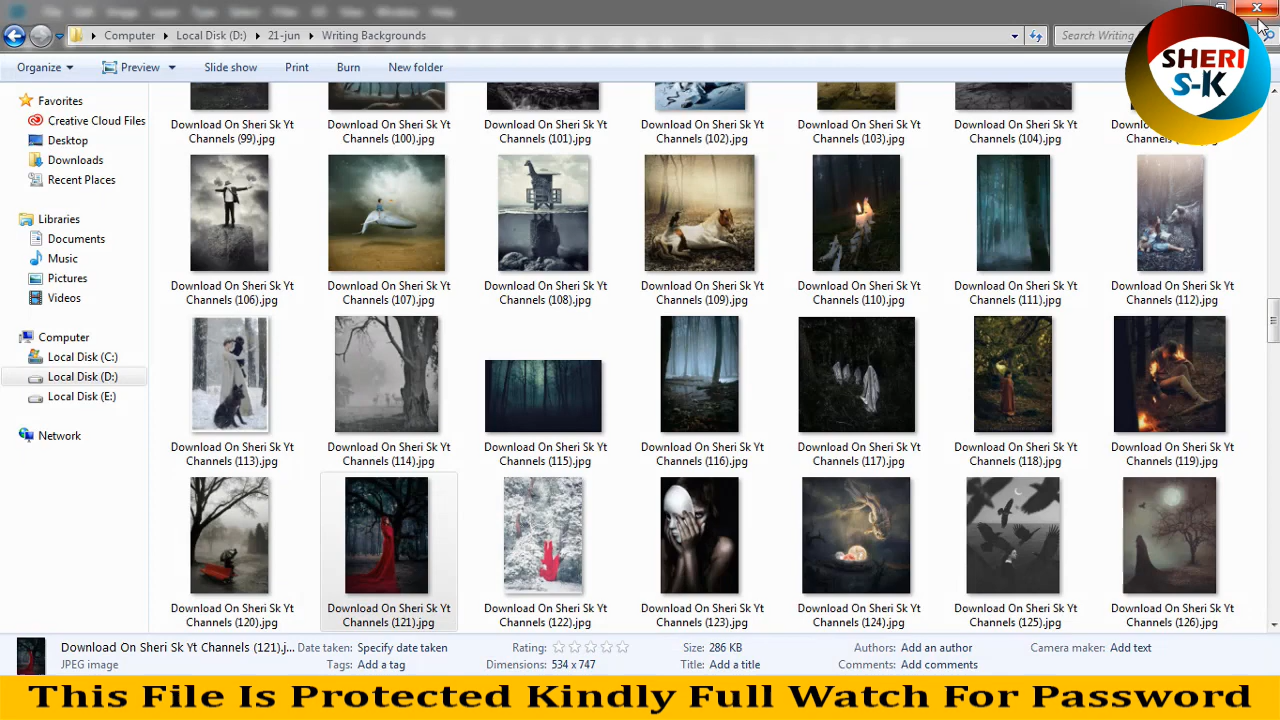 Computer
Local Disk (D:)
21-jun
Writing Backgrounds
Search Writing
SHERI
S-K
Organize
Preview
Slide show
Print
Burn
New folder
Favorites
Creative Cloud Files
Desktop
Downloads
Recent Places
Libraries
Documents
Music
Pictures
Videos
Computer
Local Disk (C:)
Local Disk (D:)
Local Disk (E:)
Network
Download On Sheri Sk Yt
Channels (99).jpg
Download On Sheri Sk Yt
Channels (100).jpg
Download On Sheri Sk Yt
Channels (101).jpg
Download On Sheri Sk Yt
Channels (102).jpg
Download On Sheri Sk Yt
Channels (103).jpg
Download On Sheri Sk Yt
Channels (104).jpg
Download On Sheri Sk Yt
Channels (106).jpg
Download On Sheri Sk Yt
Channels (107).jpg
Download On Sheri Sk Yt
Channels (108).jpg
Download On Sheri Sk Yt
Channels (109).jpg
Download On Sheri Sk Yt
Channels (110).jpg
Download On Sheri Sk Yt
Channels (111).jpg
Download On Sheri Sk Yt
Channels (112).jpg
Download On Sheri Sk Yt
Channels (113).jpg
Download On Sheri Sk Yt
Channels (114).jpg
Download On Sheri Sk Yt
Channels (115).jpg
Download On Sheri Sk Yt
Channels (116).jpg
Download On Sheri Sk Yt
Channels (117).jpg
Download On Sheri Sk Yt
Channels (118).jpg
Download On Sheri Sk Yt
Channels (119).jpg
Download On Sheri Sk Yt
Channels (120).jpg
Download On Sheri Sk Yt
Channels (121).jpg
Download On Sheri Sk Yt
Channels (122).jpg
Download On Sheri Sk Yt
Channels (123).jpg
Download On Sheri Sk Yt
Channels (124).jpg
Download On Sheri Sk Yt
Channels (125).jpg
Download On Sheri Sk Yt
Channels (126).jpg
Download On Sheri Sk Yt Channels (121).j...
JPEG image
Date taken: Specify date taken
Tags: Add a tag
Rating:
Dimensions: 534 x 747
Size: 286 KB
Title: Add a title
Authors: Add an author
Comments: Add comments
Camera maker: Add text
This File Is Protected Kindly Full Watch For Password